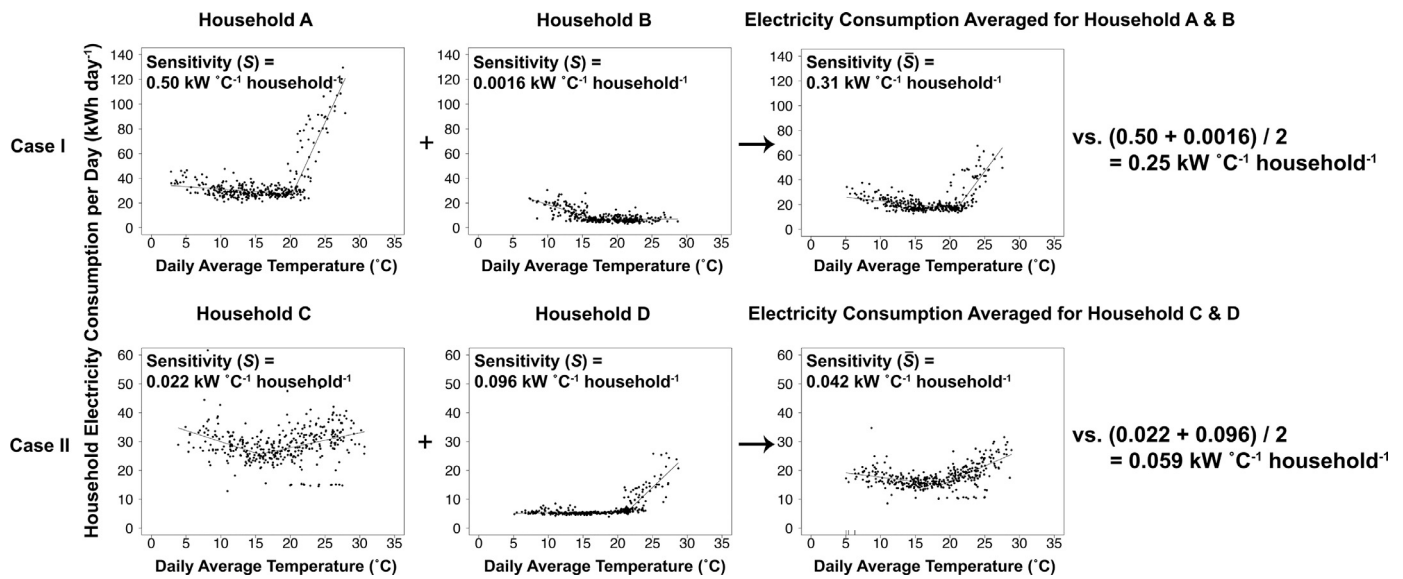 Household A
Household B
Electricity Consumption Averaged for Household A & B
Household Electricity Consumption per Day (kWh day⁻¹)
Case I
Sensitivity (S) =
0.50 kW ˚C⁻¹ household⁻¹
140
120
100
80
60
40
20
0
0 5 10 15 20 25 30 35
Daily Average Temperature (˚C)
+
Sensitivity (S) =
0.0016 kW ˚C⁻¹ household⁻¹
140
120
100
80
60
40
20
0
0 5 10 15 20 25 30 35
Daily Average Temperature (˚C)
Sensitivity (S̄) =
0.31 kW ˚C⁻¹ household⁻¹
140
120
100
80
60
40
20
0
0 5 10 15 20 25 30 35
Daily Average Temperature (˚C)
vs. (0.50 + 0.0016) / 2
= 0.25 kW ˚C⁻¹ household⁻¹
Household C
Household D
Electricity Consumption Averaged for Household C & D
Case II
Sensitivity (S) =
0.022 kW ˚C⁻¹ household⁻¹
60
50
40
30
20
10
0
0 5 10 15 20 25 30 35
Daily Average Temperature (˚C)
+
Sensitivity (S) =
0.096 kW ˚C⁻¹ household⁻¹
60
50
40
30
20
10
0
0 5 10 15 20 25 30 35
Daily Average Temperature (˚C)
Sensitivity (S̄) =
0.042 kW ˚C⁻¹ household⁻¹
60
50
40
30
20
10
0
0 5 10 15 20 25 30 35
Daily Average Temperature (˚C)
vs. (0.022 + 0.096) / 2
= 0.059 kW ˚C⁻¹ household⁻¹